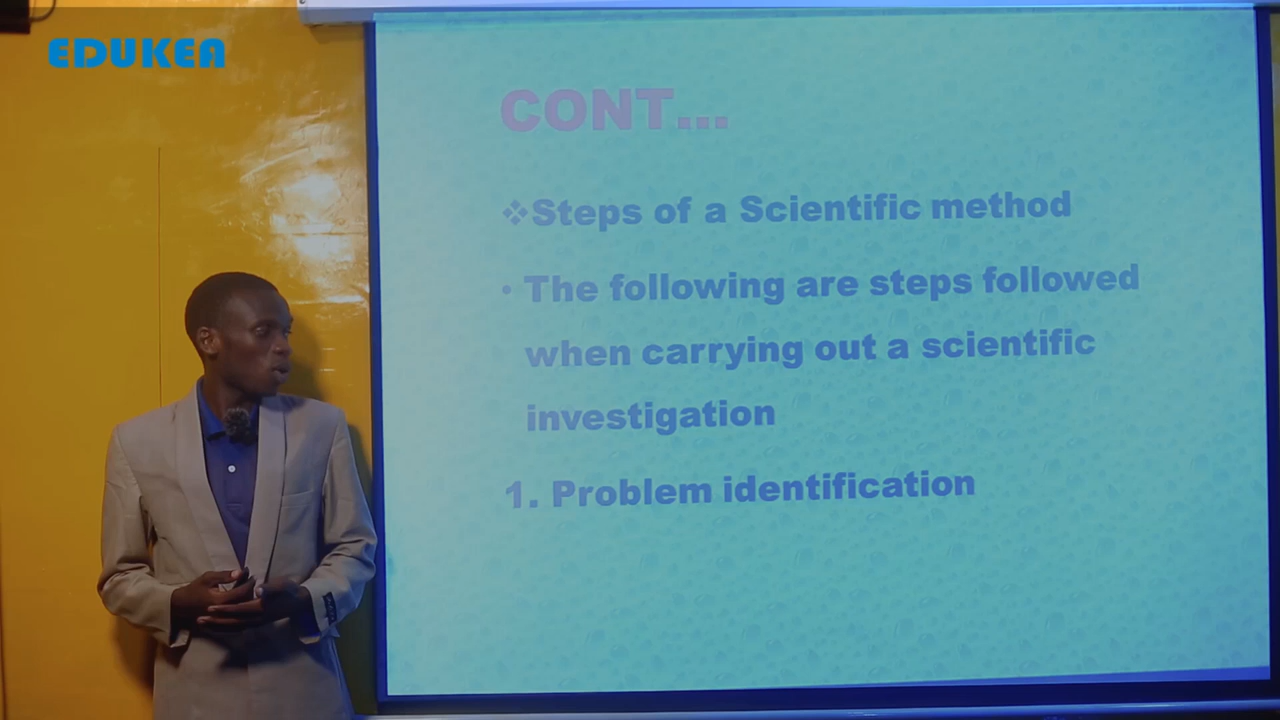 EDUKEA
CONT...
❖Steps of a Scientific method
• The following are steps followed
when carrying out a scientific
investigation
1. Problem identification